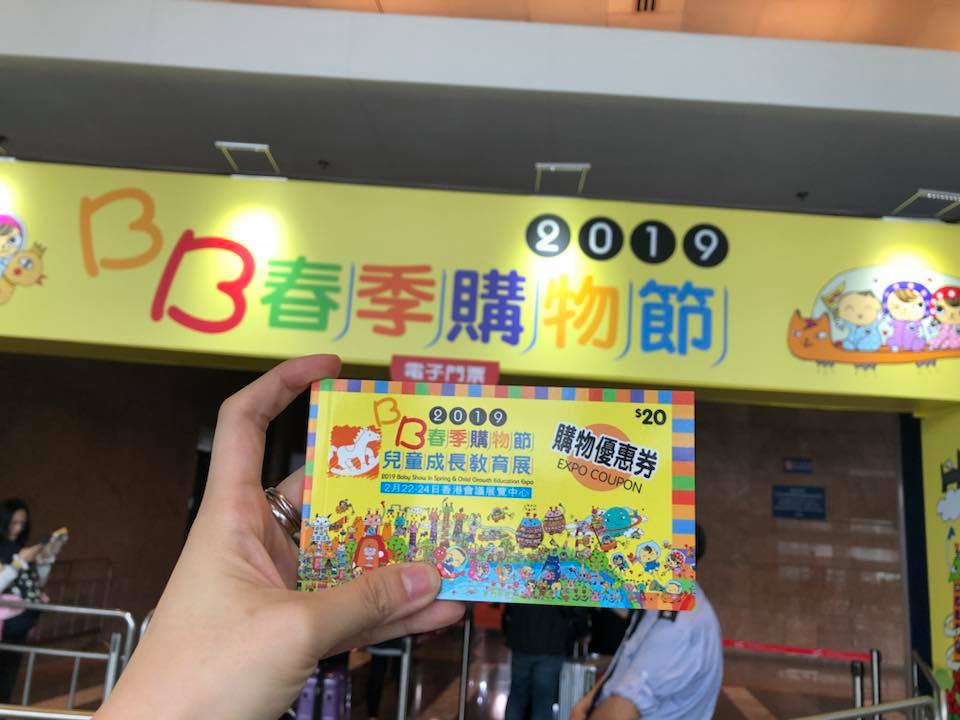 2019
BB春季購物節
電子門票
$20
BB 2019
春季購物節
兒童成長教育展
2019 Baby Show in Spring & Child Growth Education Expo
2月22-24日香港會議展覽中心
購物優惠券
EXPO COUPON